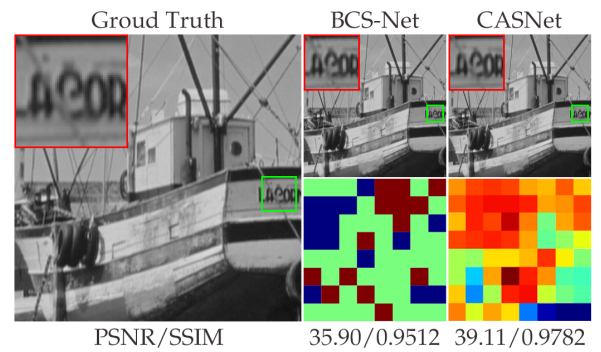 Groud Truth BCS-Net CASNet
PSNR/SSIM 35.90/0.9512 39.11/0.9782